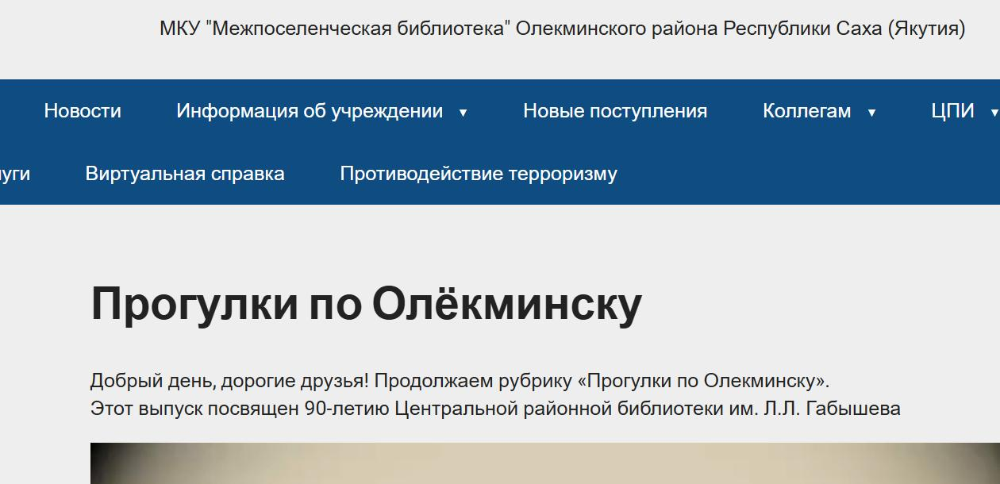 МКУ "Межпоселенческая библиотека" Олекминского района Республики Саха (Якутия)
Новости Информация об учреждении ▼ Новые поступления Коллегам ▼ ЦПИ ▼
Виртуальная справка Противодействие терроризму
Прогулки по Олёкминску
Добрый день, дорогие друзья! Продолжаем рубрику «Прогулки по Олекминску».
Этот выпуск посвящен 90-летию Центральной районной библиотеки им. Л.Л. Габышева